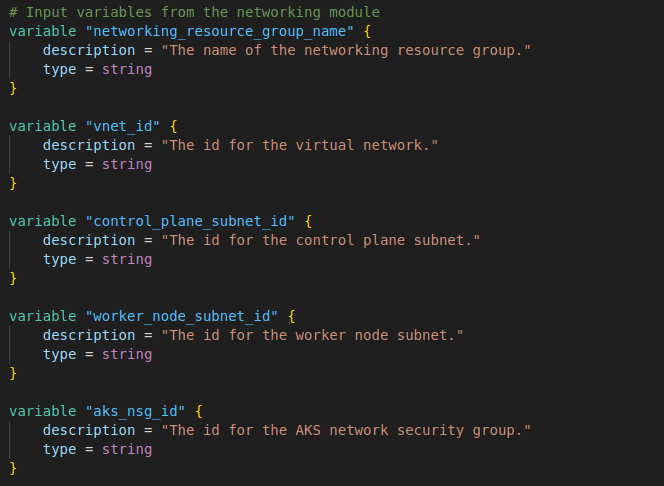 # Input variables from the networking module
variable "networking_resource_group_name" {
    description = "The name of the networking resource group."
    type = string
}

variable "vnet_id" {
    description = "The id for the virtual network."
    type = string
}

variable "control_plane_subnet_id" {
    description = "The id for the control plane subnet."
    type = string
}

variable "worker_node_subnet_id" {
    description = "The id for the worker node subnet."
    type = string
}

variable "aks_nsg_id" {
    description = "The id for the AKS network security group."
    type = string
}